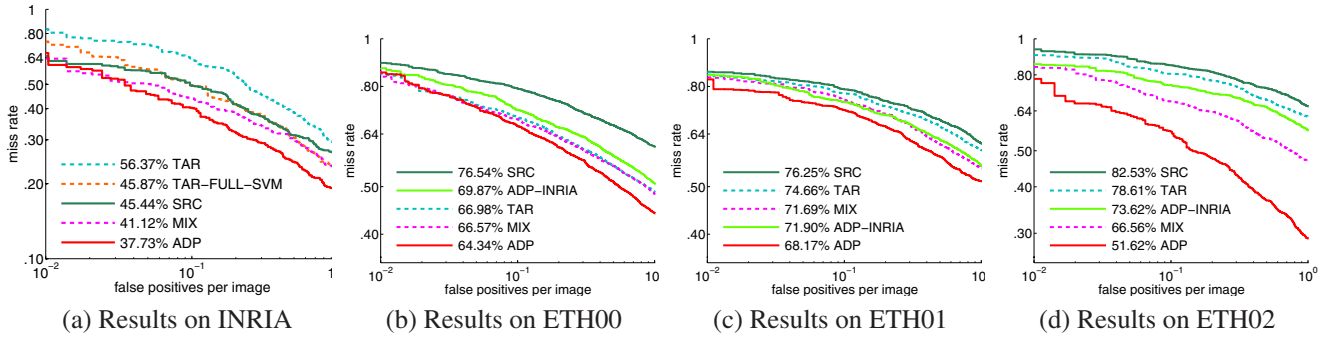 1
.80
.64
.50
.40
.30
.20
.10
miss rate
56.37% TAR
45.87% TAR-FULL-SVM
45.44% SRC
41.12% MIX
37.73% ADP
10-2
10-1
1
false positives per image
(a) Results on INRIA
1
.80
.64
.50
.40
miss rate
76.54% SRC
69.87% ADP-INRIA
66.98% TAR
66.57% MIX
64.34% ADP
10-2
10-1
10
false positives per image
(b) Results on ETH00
1
.80
.64
.50
.40
miss rate
76.25% SRC
74.66% TAR
71.69% MIX
71.90% ADP-INRIA
68.17% ADP
10-2
10-1
10
false positives per image
(c) Results on ETH01
1
.80
.64
.50
.40
.30
miss rate
82.53% SRC
78.61% TAR
73.62% ADP-INRIA
66.56% MIX
51.62% ADP
10-2
10-1
100
false positives per image
(d) Results on ETH02